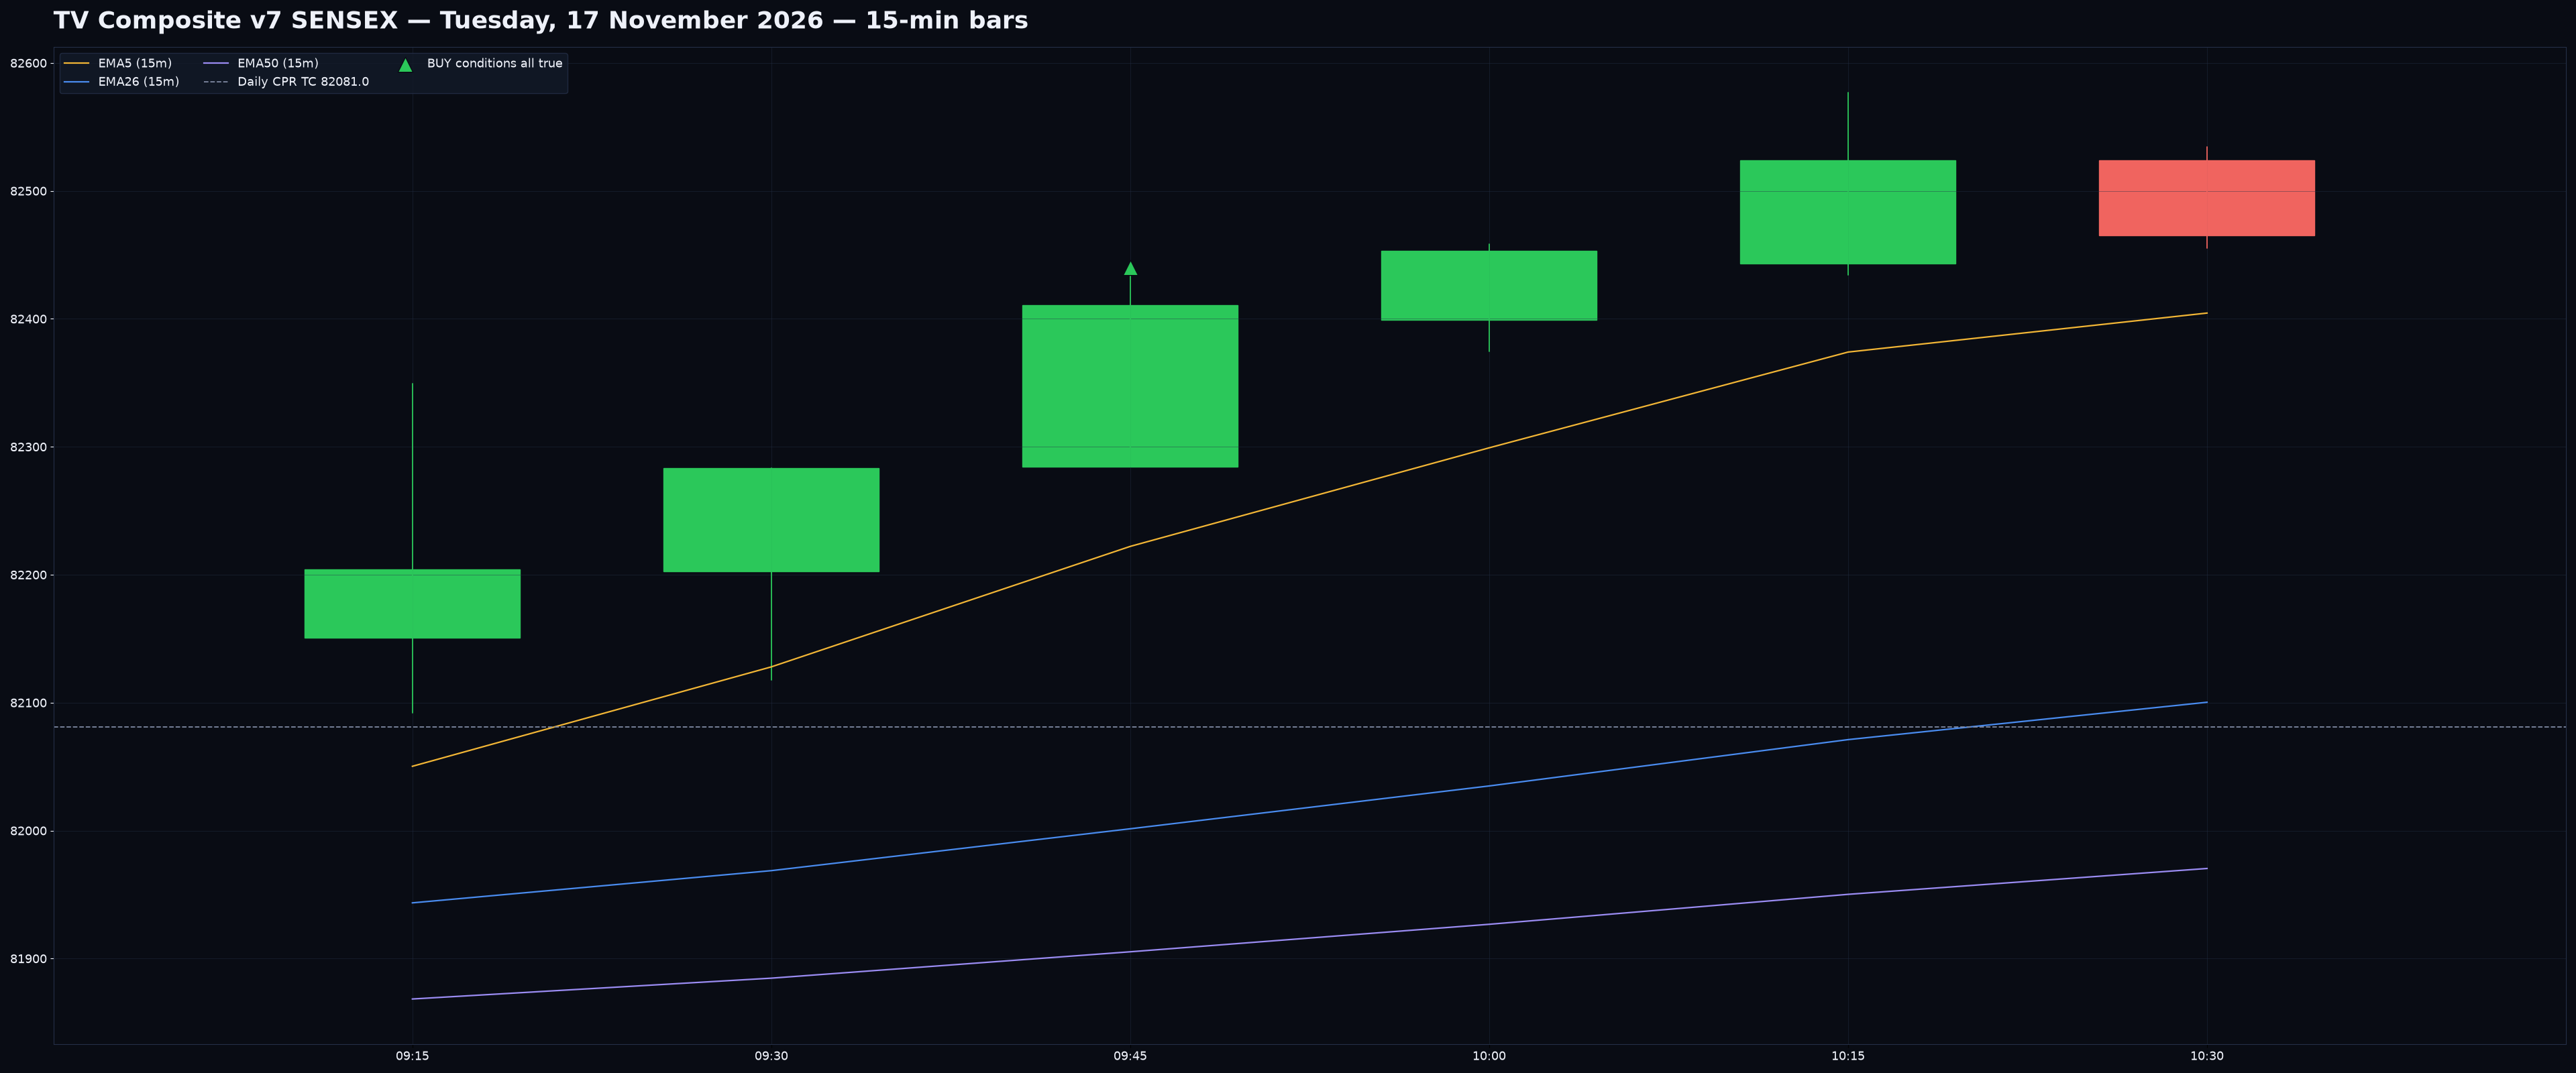 TV Composite v7 SENSEX — Tuesday, 17 November 2026 — 15-min bars
EMA5 (15m)
EMA26 (15m)
EMA50 (15m)
Daily CPR TC 82081.0
BUY conditions all true
82600
82500
82400
82300
82200
82100
82000
81900
09:15
09:30
09:45
10:00
10:15
10:30